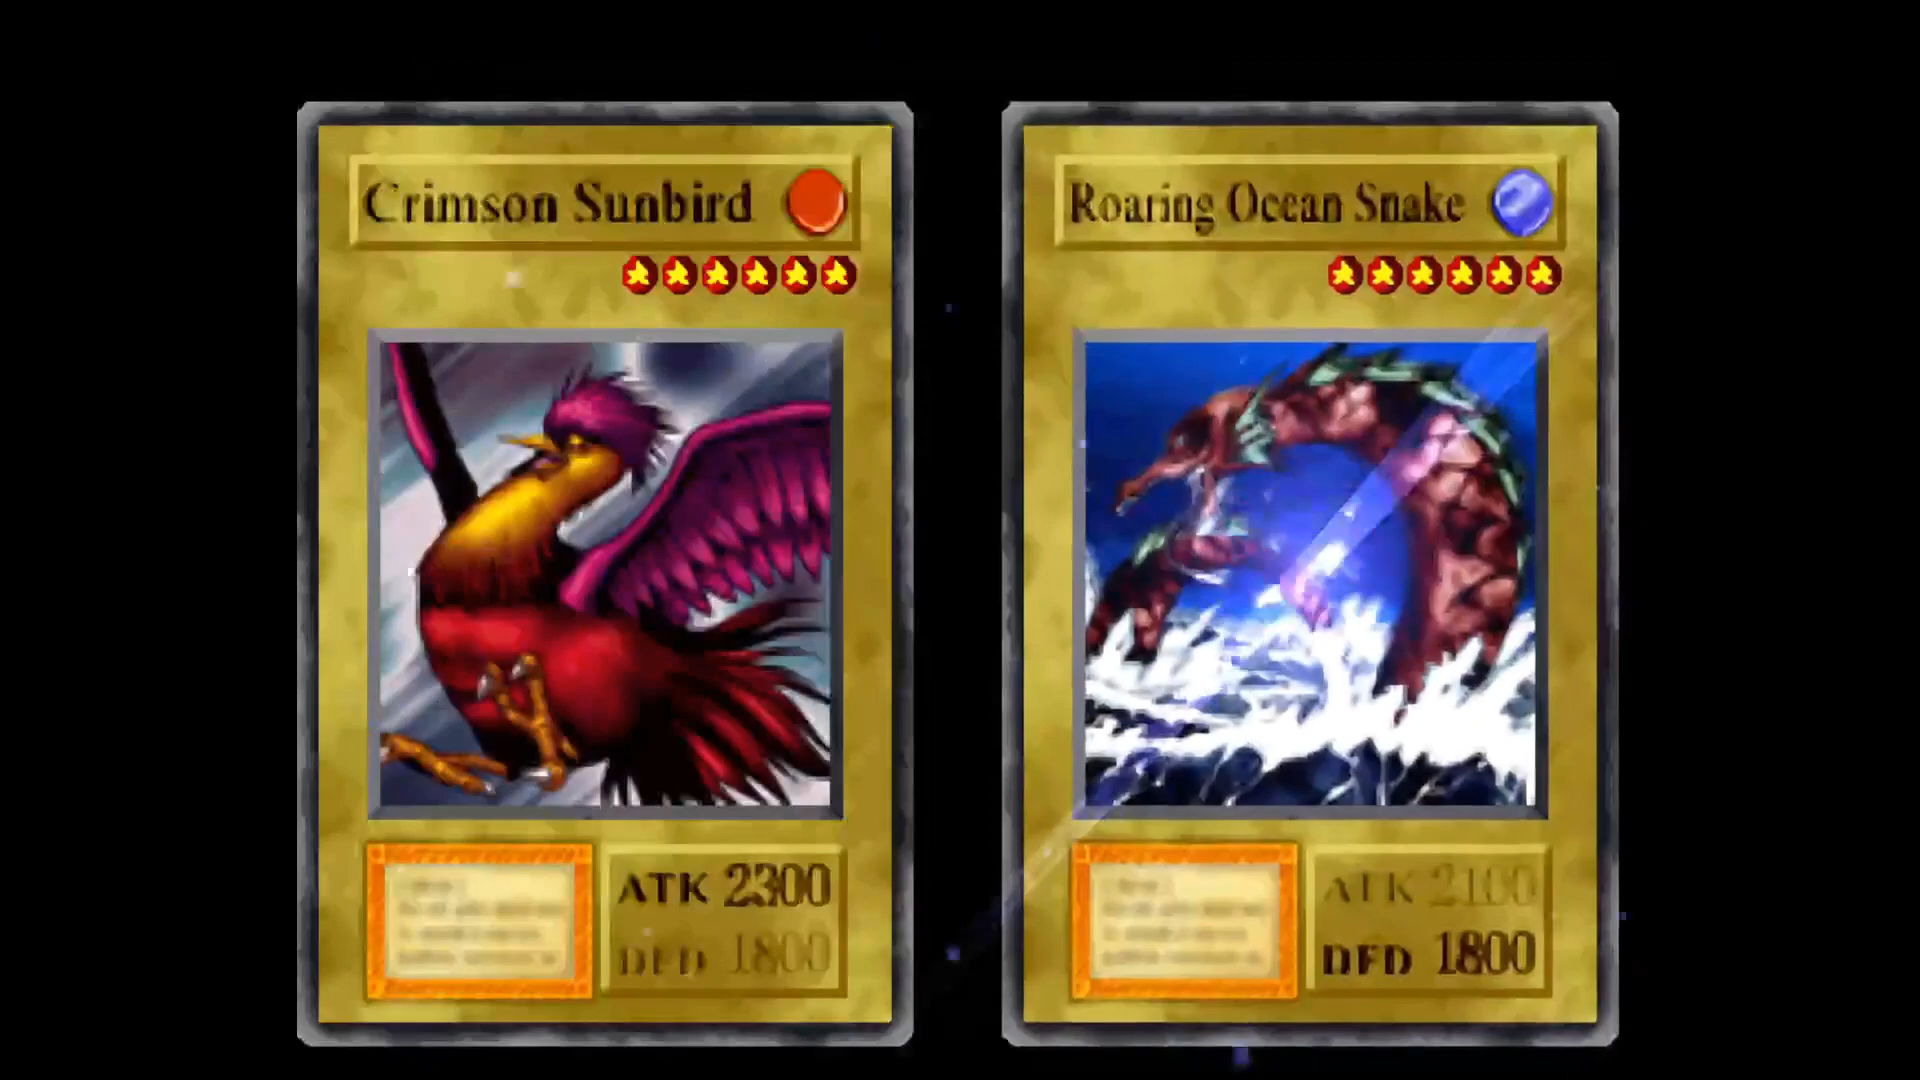 Crimson Sunbird
ATK 2300
DFD 1800
Roaring Ocean Snake
ATK 2100
DFD 1800